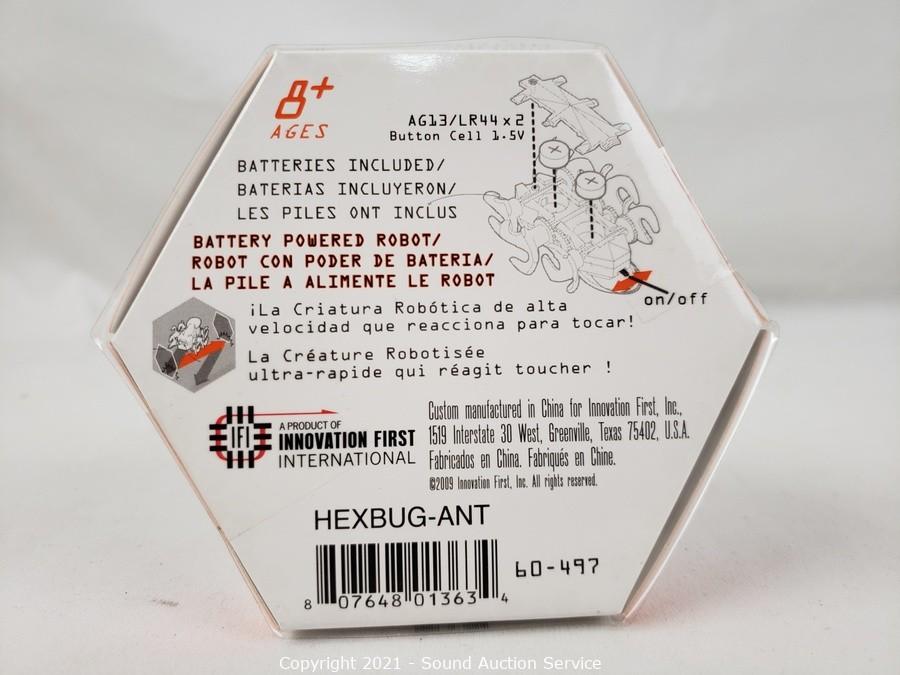 8+
AGES
AG13/LR44 x 2
Button Cell 1.5V
BATTERIES INCLUDED/
BATERIAS INCLUYERON/
LES PILES ONT INCLUS
BATTERY POWERED ROBOT/
ROBOT CON PODER DE BATERIA/
LA PILE A ALIMENTE LE ROBOT
on/off
¡La Criatura Robótica de alta
velocidad que reacciona para tocar!
La Créature Robotisée
ultra-rapide qui réagit toucher !
IFI
A PRODUCT OF
INNOVATION FIRST
INTERNATIONAL
Custom manufactured in China for Innovation First, Inc.,
1519 Interstate 30 West, Greenville, Texas 75402, U.S.A.
Fabricados en China. Fabriqués en Chine.
©2009 Innovation First, Inc. All rights reserved.
HEXBUG-ANT
60-497
8 07648 01363 4
Copyright 2021 - Sound Auction Service